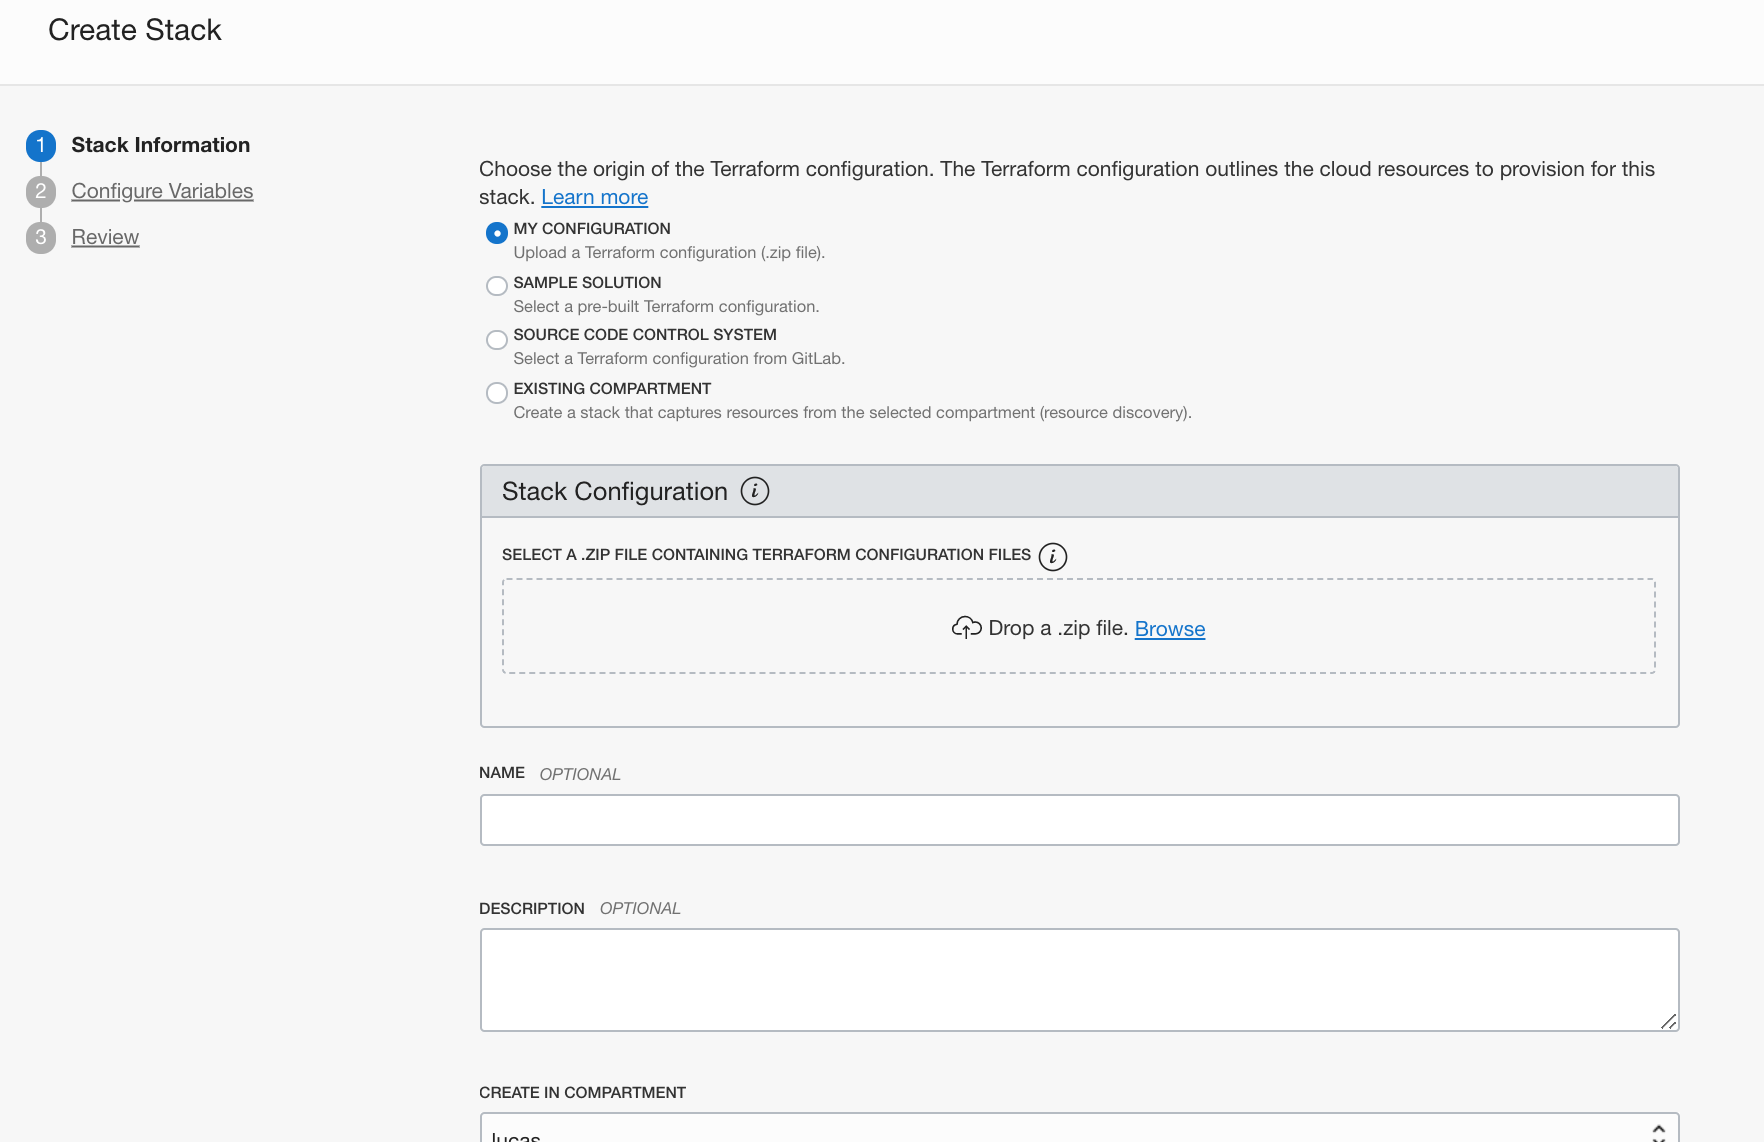 Create Stack
1 Stack Information
2 Configure Variables
3 Review
Choose the origin of the Terraform configuration. The Terraform configuration outlines the cloud resources to provision for this
stack. Learn more
MY CONFIGURATION
Upload a Terraform configuration (.zip file).
SAMPLE SOLUTION
Select a pre-built Terraform configuration.
SOURCE CODE CONTROL SYSTEM
Select a Terraform configuration from GitLab.
EXISTING COMPARTMENT
Create a stack that captures resources from the selected compartment (resource discovery).
Stack Configuration i
SELECT A .ZIP FILE CONTAINING TERRAFORM CONFIGURATION FILES i
Drop a .zip file. Browse
NAME OPTIONAL
DESCRIPTION OPTIONAL
CREATE IN COMPARTMENT
lucas